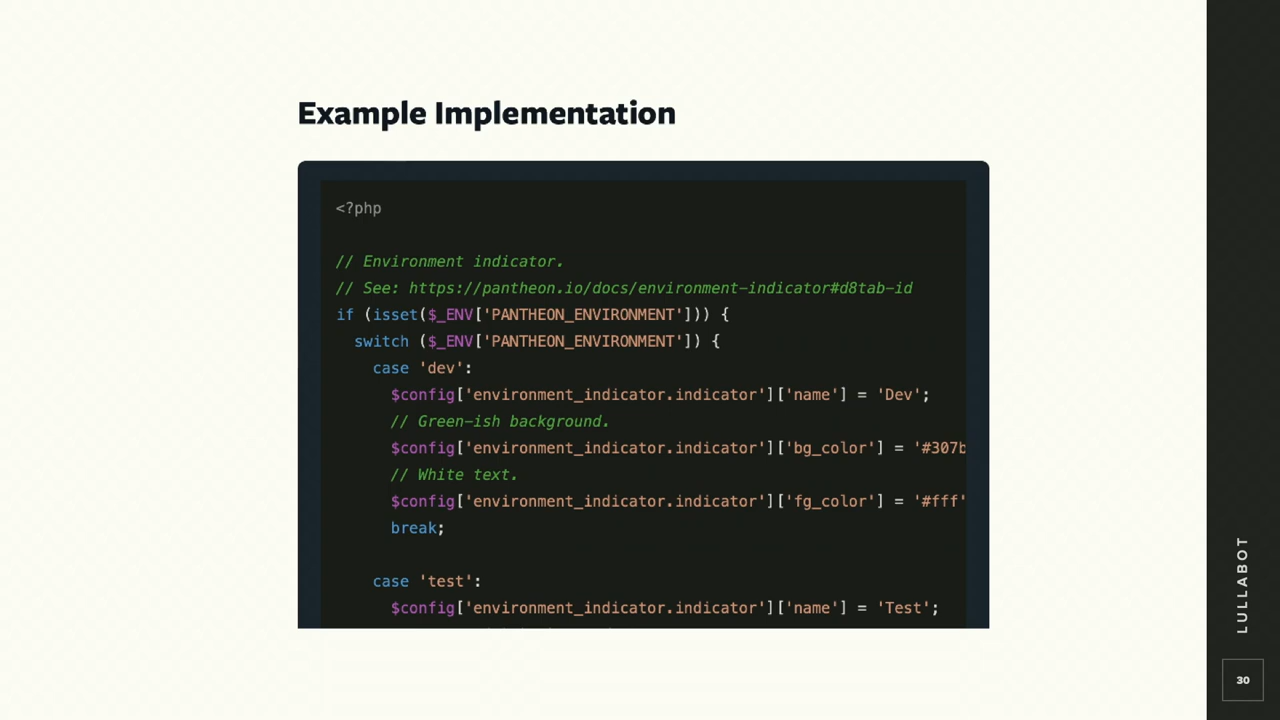 Example Implementation
<?php
// Environment indicator.
// See: https://pantheon.io/docs/environment-indicator#d8tab-id
if (isset($_ENV['PANTHEON_ENVIRONMENT'])) {
  switch ($_ENV['PANTHEON_ENVIRONMENT']) {
    case 'dev':
      $config['environment_indicator.indicator']['name'] = 'Dev';
      // Green-ish background.
      $config['environment_indicator.indicator']['bg_color'] = '#307b
      // White text.
      $config['environment_indicator.indicator']['fg_color'] = '#fff'
      break;
    case 'test':
      $config['environment_indicator.indicator']['name'] = 'Test';
LULLABOT
30